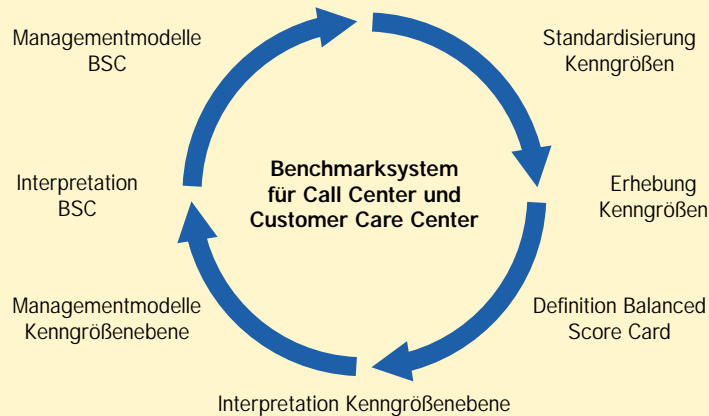 Managementmodelle
BSC
Standardisierung
Kenngrößen
Interpretation
BSC
Benchmarksystem
für Call Center und
Customer Care Center
Erhebung
Kenngrößen
Managementmodelle
Kenngrößenebene
Definition Balanced
Score Card
Interpretation Kenngrößenebene